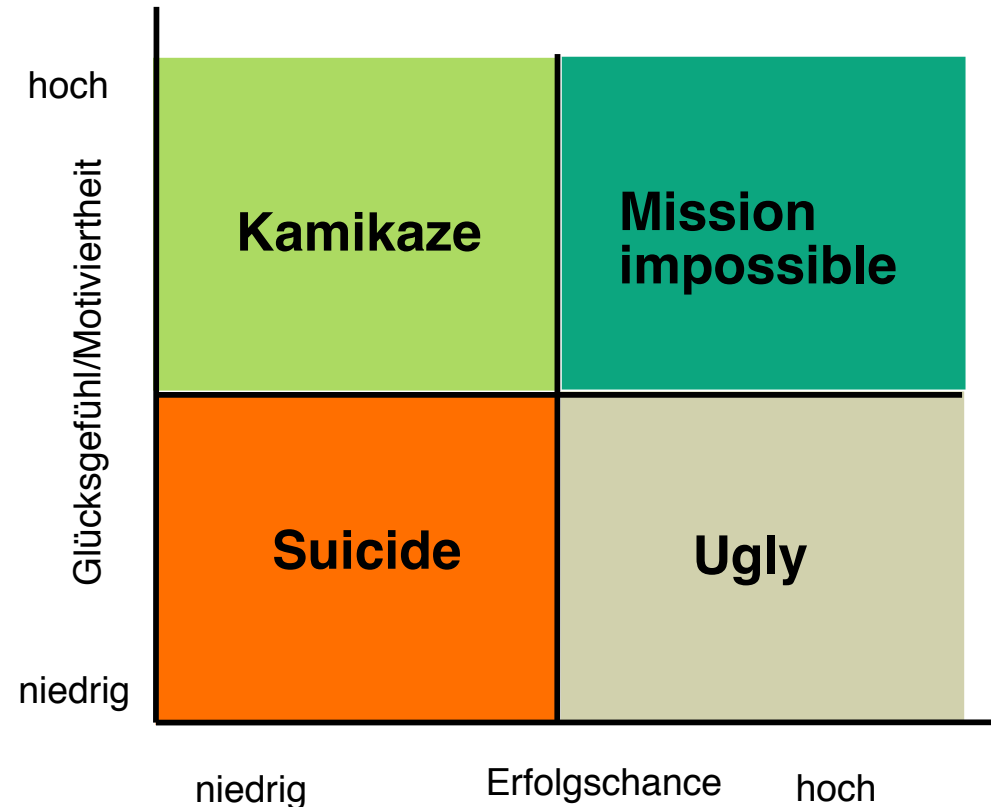 hoch
Glücksgefühl/Motiviertheit
Kamikaze
Mission
impossible
Suicide
Ugly
niedrig
niedrig
Erfolgschance
hoch